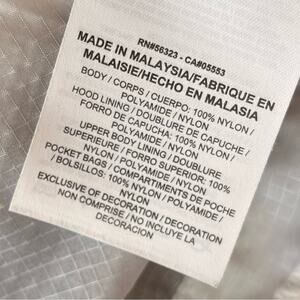 RN#56323 - CA#05553
MADE IN MALAYSIA/FABRIQUE EN
MALAISIE/HECHO EN MALASIA
BODY / CORPS / CUERPO: 100% NYLON /
POLYAMIDE / NYLON
HOOD LINING / DOUBLURE DE CAPUCHE /
FORRO DE CAPUCHA: 100% NYLON /
POLYAMIDE / NYLON
UPPER BODY LINING / DOUBLURE
SUPERIEURE / FORRO SUPERIOR: 100%
NYLON / POLYAMIDE / NYLON
POCKET BAGS / COMPARTIMENTS DE POCHE
/ BOLSILLOS: 100% NYLON / POLYAMIDE /
NYLON
EXCLUSIVE OF DECORATION / DECORATION
NON COMPRISE / NO INCLUYE LA
DECORACION